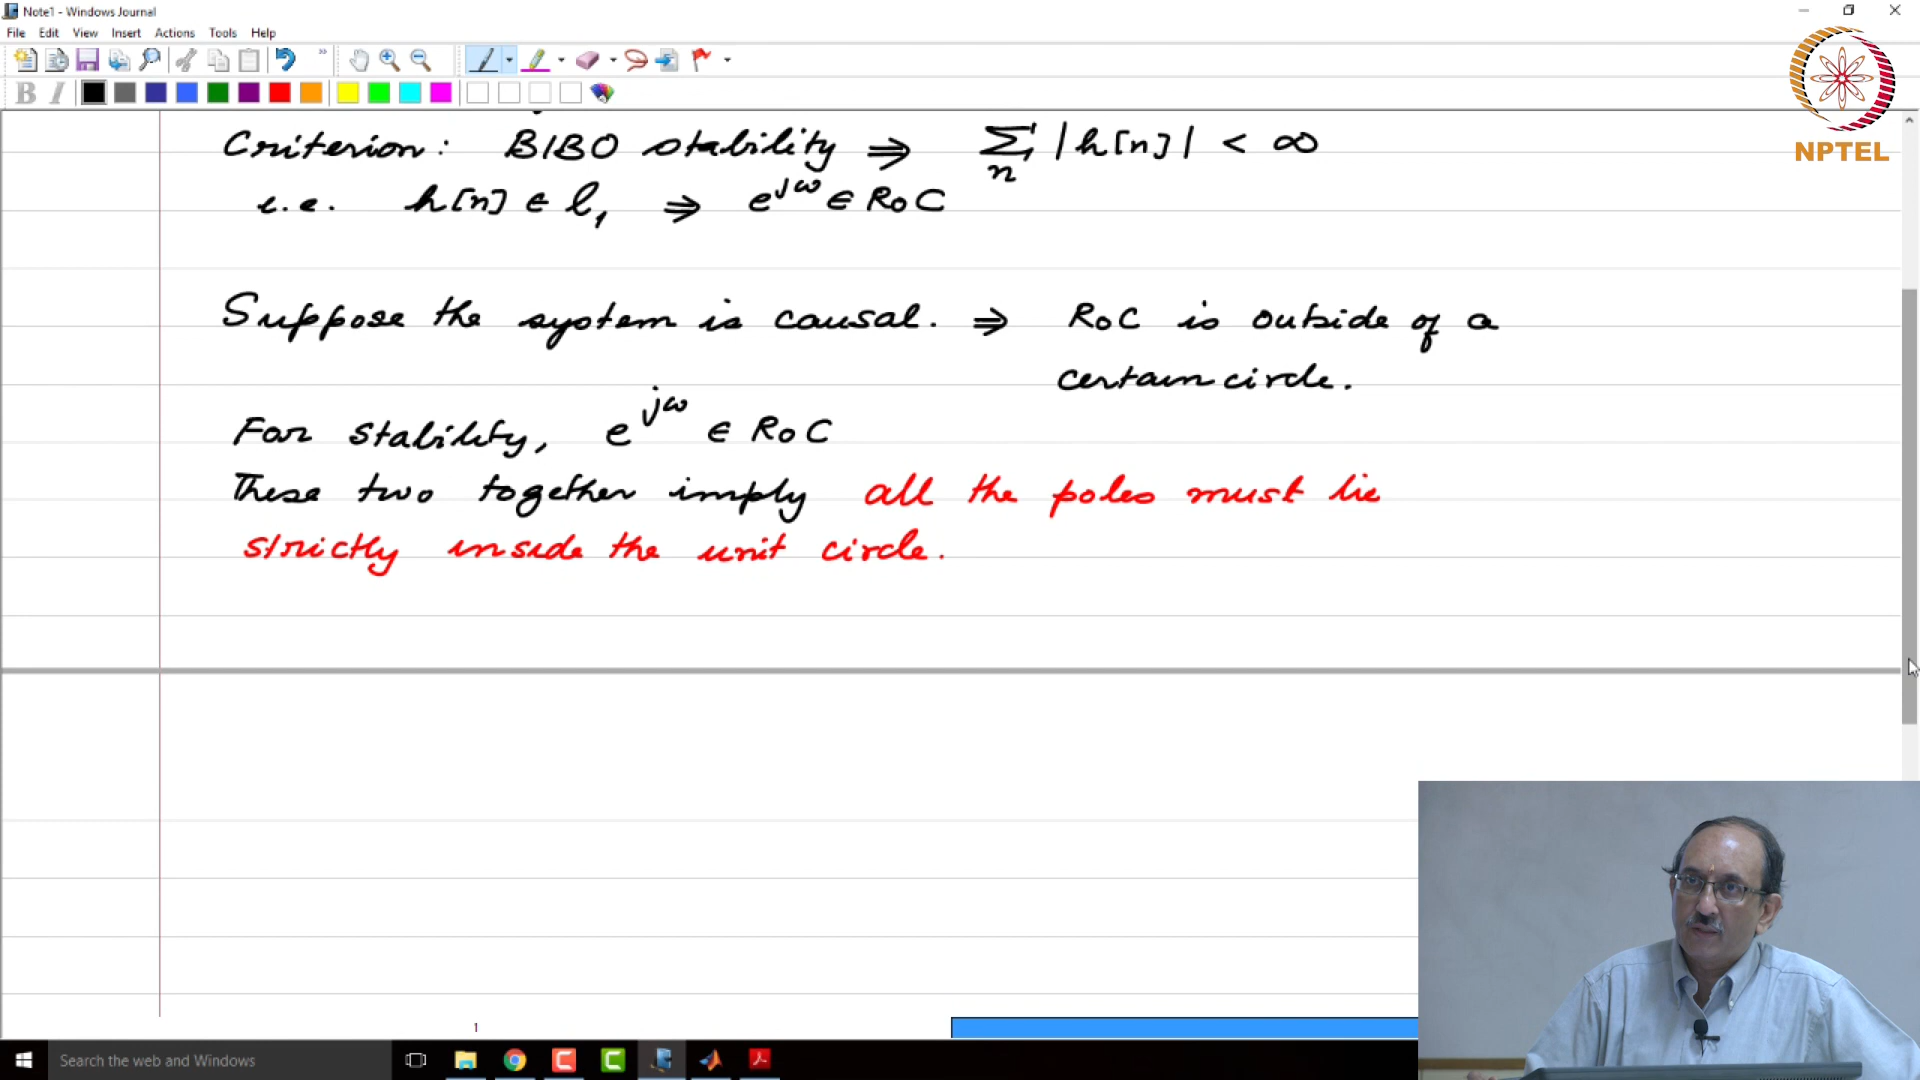 Note1 - Windows Journal
File Edit View Insert Actions Tools Help
B I
NPTEL
Criterion: BIBO stability ⇒ ∑ₙ |h[n]| < ∞
i.e. h[n] ∈ l₁ ⇒ e^{jω} ∈ RoC
Suppose the system is causal. ⇒ RoC is outside of a
certain circle.
For stability, e^{jω} ∈ RoC
These two together imply all the poles must lie
strictly inside the unit circle.
1
Search the web and Windows